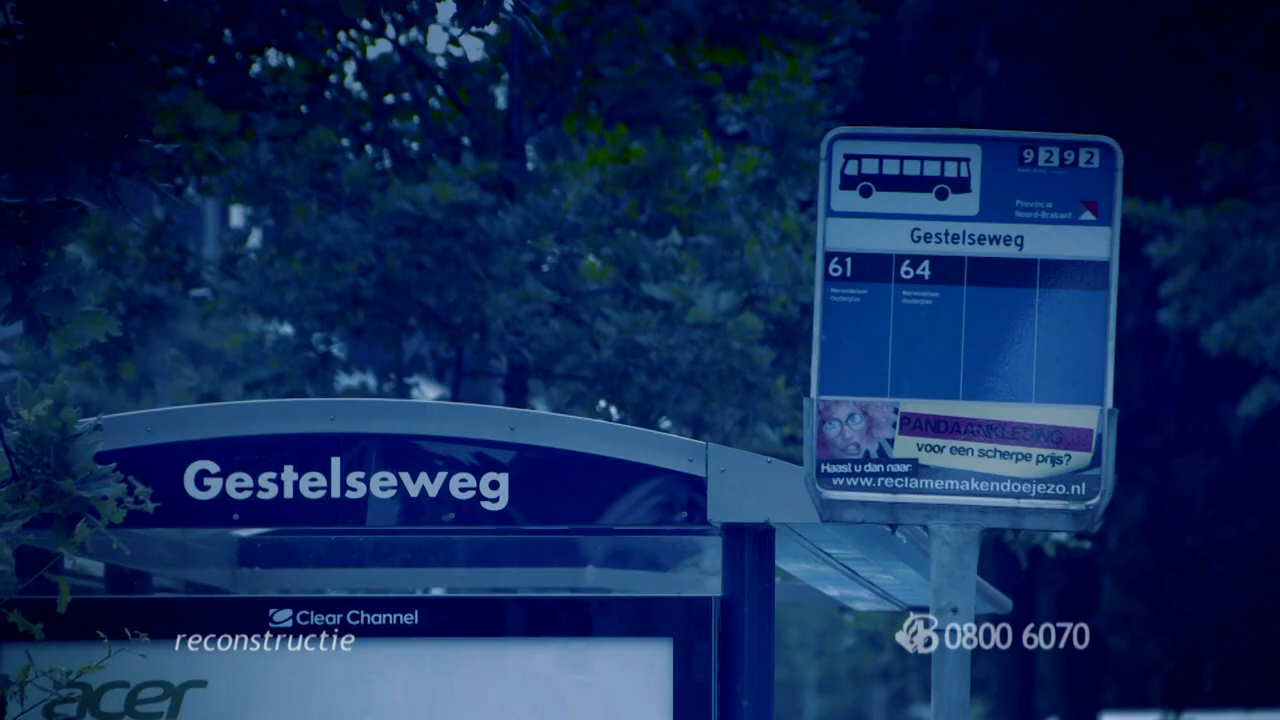 9292
Provincie
Noord-Brabant
Gestelseweg
61
64
PANDAANKLEDING
voor een scherpe prijs?
Haast u dan naar:
www.reclamemakendoejezo.nl
Gestelseweg
Clear Channel
reconstructie
0800 6070
acer